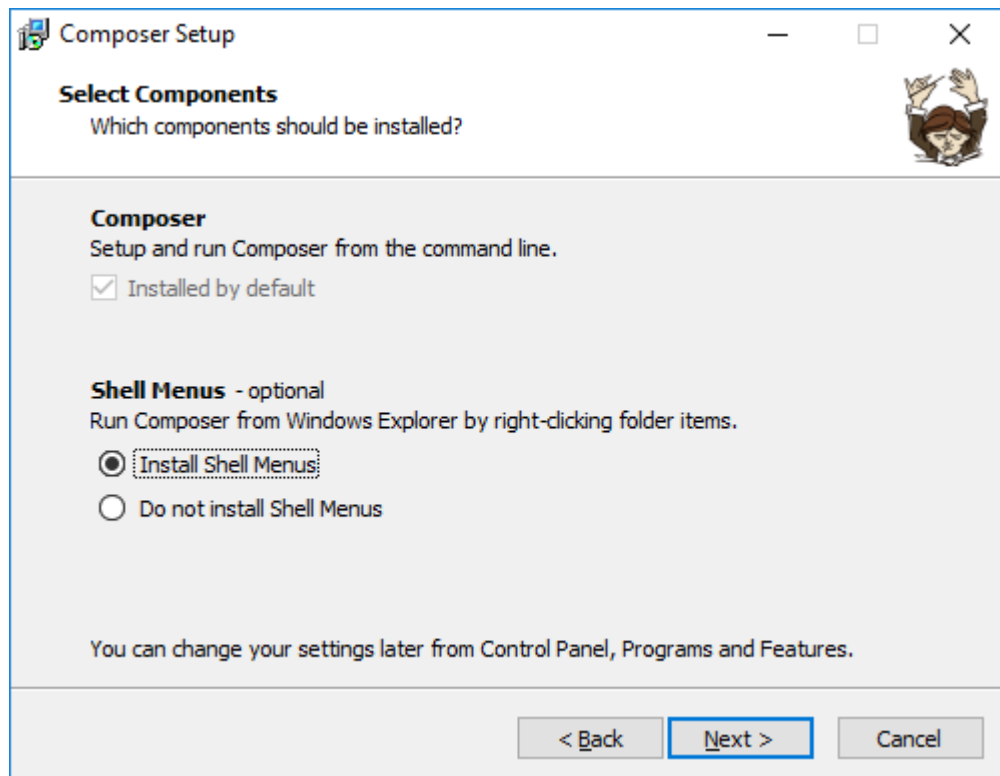 Composer Setup
Select Components
Which components should be installed?
Composer
Setup and run Composer from the command line.
Installed by default
Shell Menus - optional
Run Composer from Windows Explorer by right-clicking folder items.
Install Shell Menus
Do not install Shell Menus
You can change your settings later from Control Panel, Programs and Features.
< Back Next > Cancel